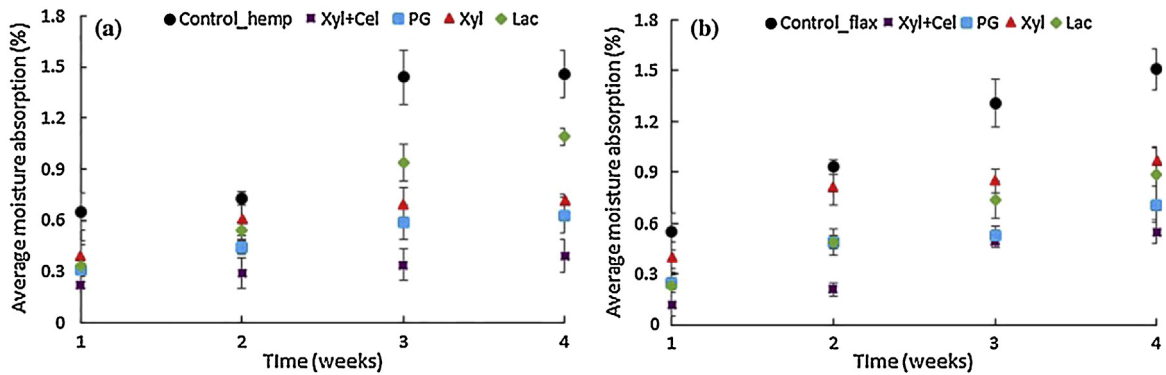 (a) Control_hemp Xyl+Cel PG Xyl Lac
Average moisture absorption (%)
1.8
1.5
1.2
0.9
0.6
0.3
0
1 2 3 4
TIme (weeks)
(b) Control_flax Xyl+Cel PG Xyl Lac
Average moisture absorption (%)
1.8
1.5
1.2
0.9
0.6
0.3
0
1 2 3 4
TIme (weeks)